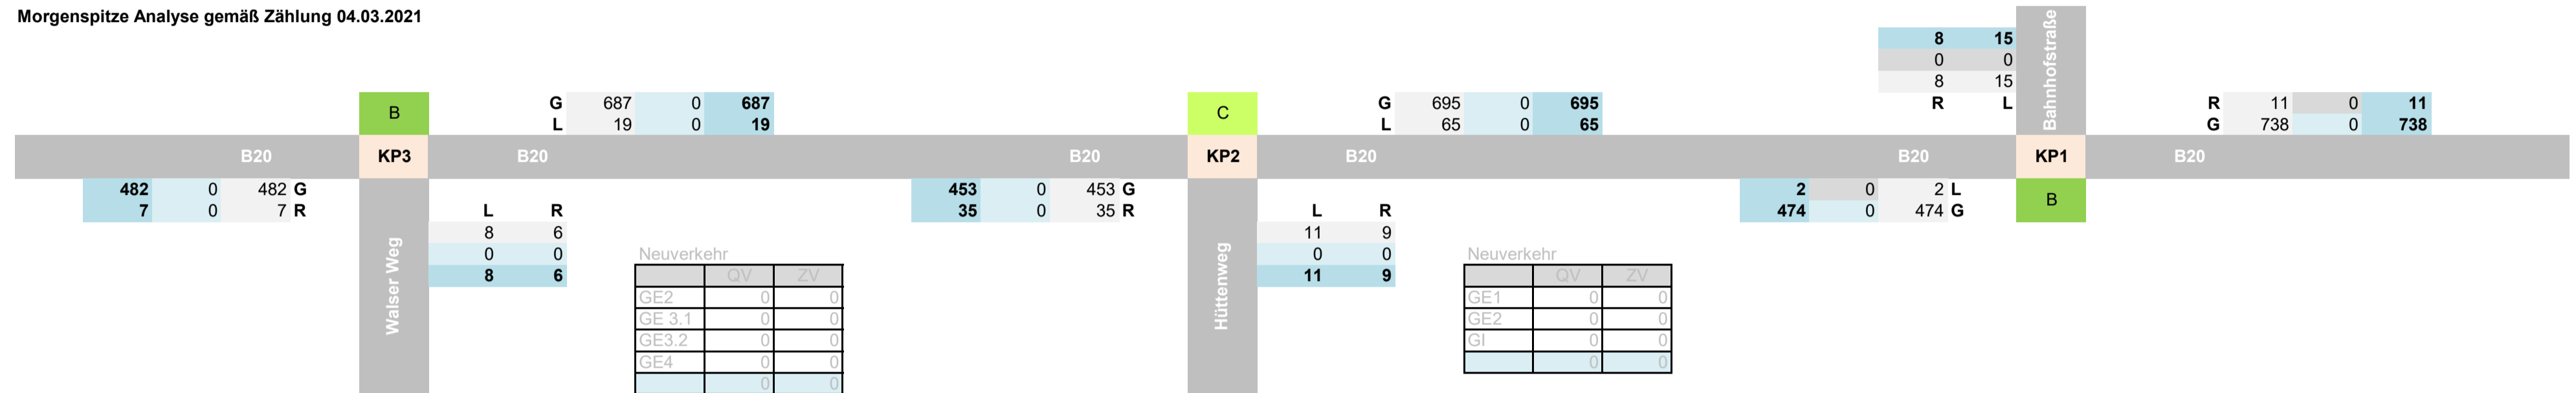 Morgenspitze Analyse gemäß Zählung 04.03.2021
8 15
0 0
8 15
R L
Bahnhofstraße
B
G 687 0 687
L 19 0 19
C
G 695 0 695
L 65 0 65
R 11 0 11
G 738 0 738
B20 KP3 B20 B20 KP2 B20 B20 KP1 B20
482 0 482 G
7 0 7 R
453 0 453 G
35 0 35 R
2 0 2 L
474 0 474 G
B
Walser Weg
L R
8 6
0 0
8 6
Neuverkehr
QV ZV
GE2 0 0
GE 3.1 0 0
GE3.2 0 0
GE4 0 0
0 0
Hüttenweg
L R
11 9
0 0
11 9
Neuverkehr
QV ZV
GE1 0 0
GE2 0 0
GI 0 0
0 0